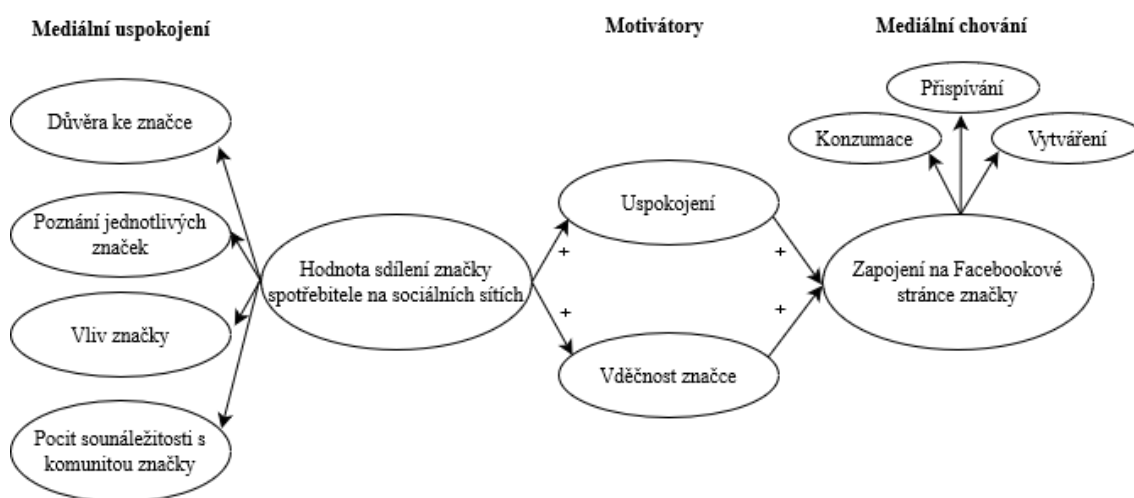 Mediální uspokojení
Motivátory
Mediální chování
Důvěra ke značce
Poznání jednotlivých
značek
Vliv značky
Pocit sounáležitosti s
komunitou značky
Hodnota sdílení značky
spotřebitele na sociálních sítích
Uspokojení
+
+
+
+
Vděčnost značce
Přispívání
Konzumace
Vytváření
Zapojení na Facebookové
stránce značky